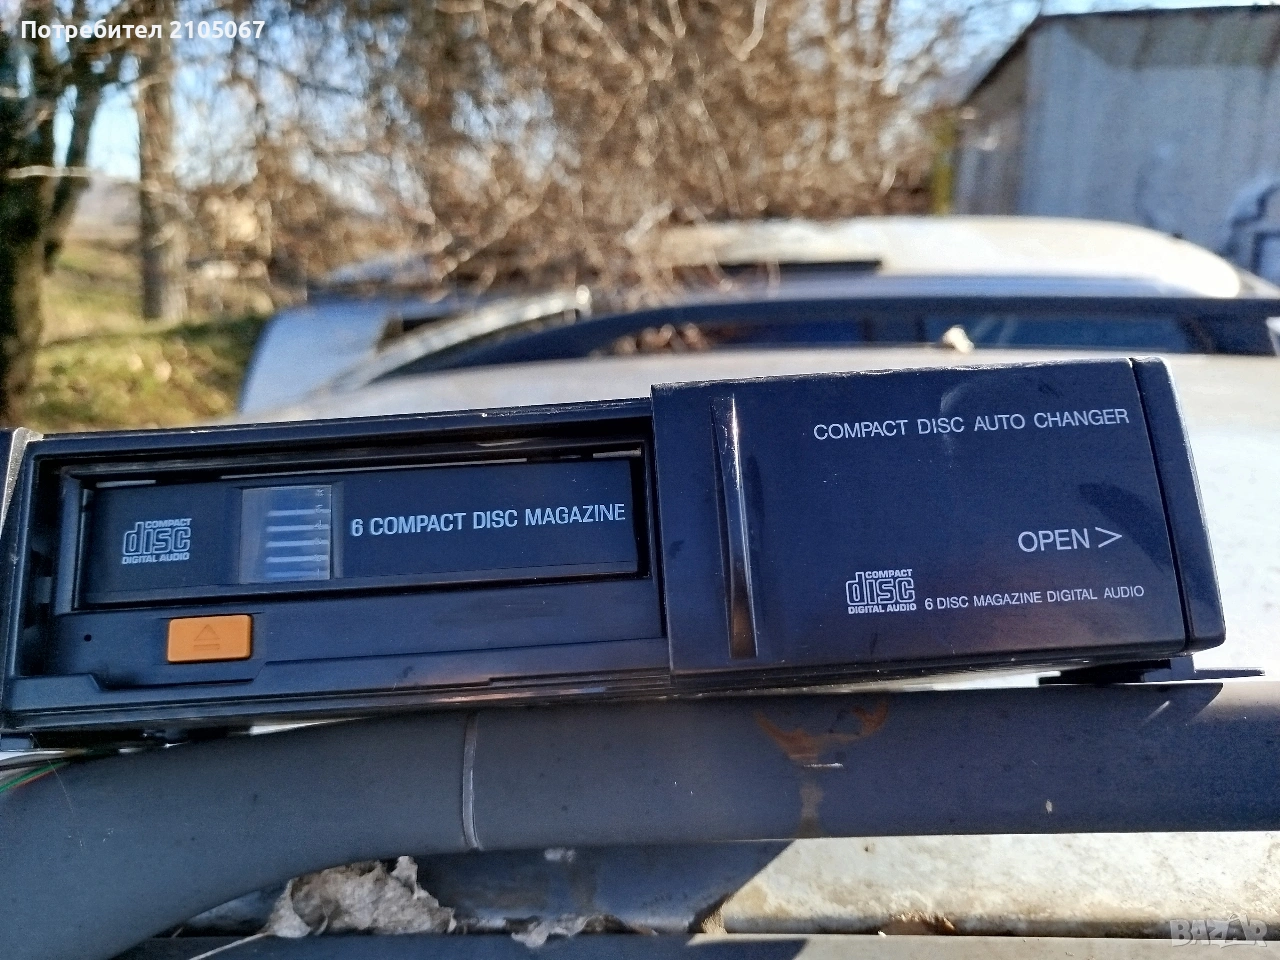 Потребител 2105067
COMPACT DISC AUTO CHANGER
COMPACT
disc
DIGITAL AUDIO
6 COMPACT DISC MAGAZINE
OPEN >
COMPACT
disc
DIGITAL AUDIO
6 DISC MAGAZINE DIGITAL AUDIO
BAZAR